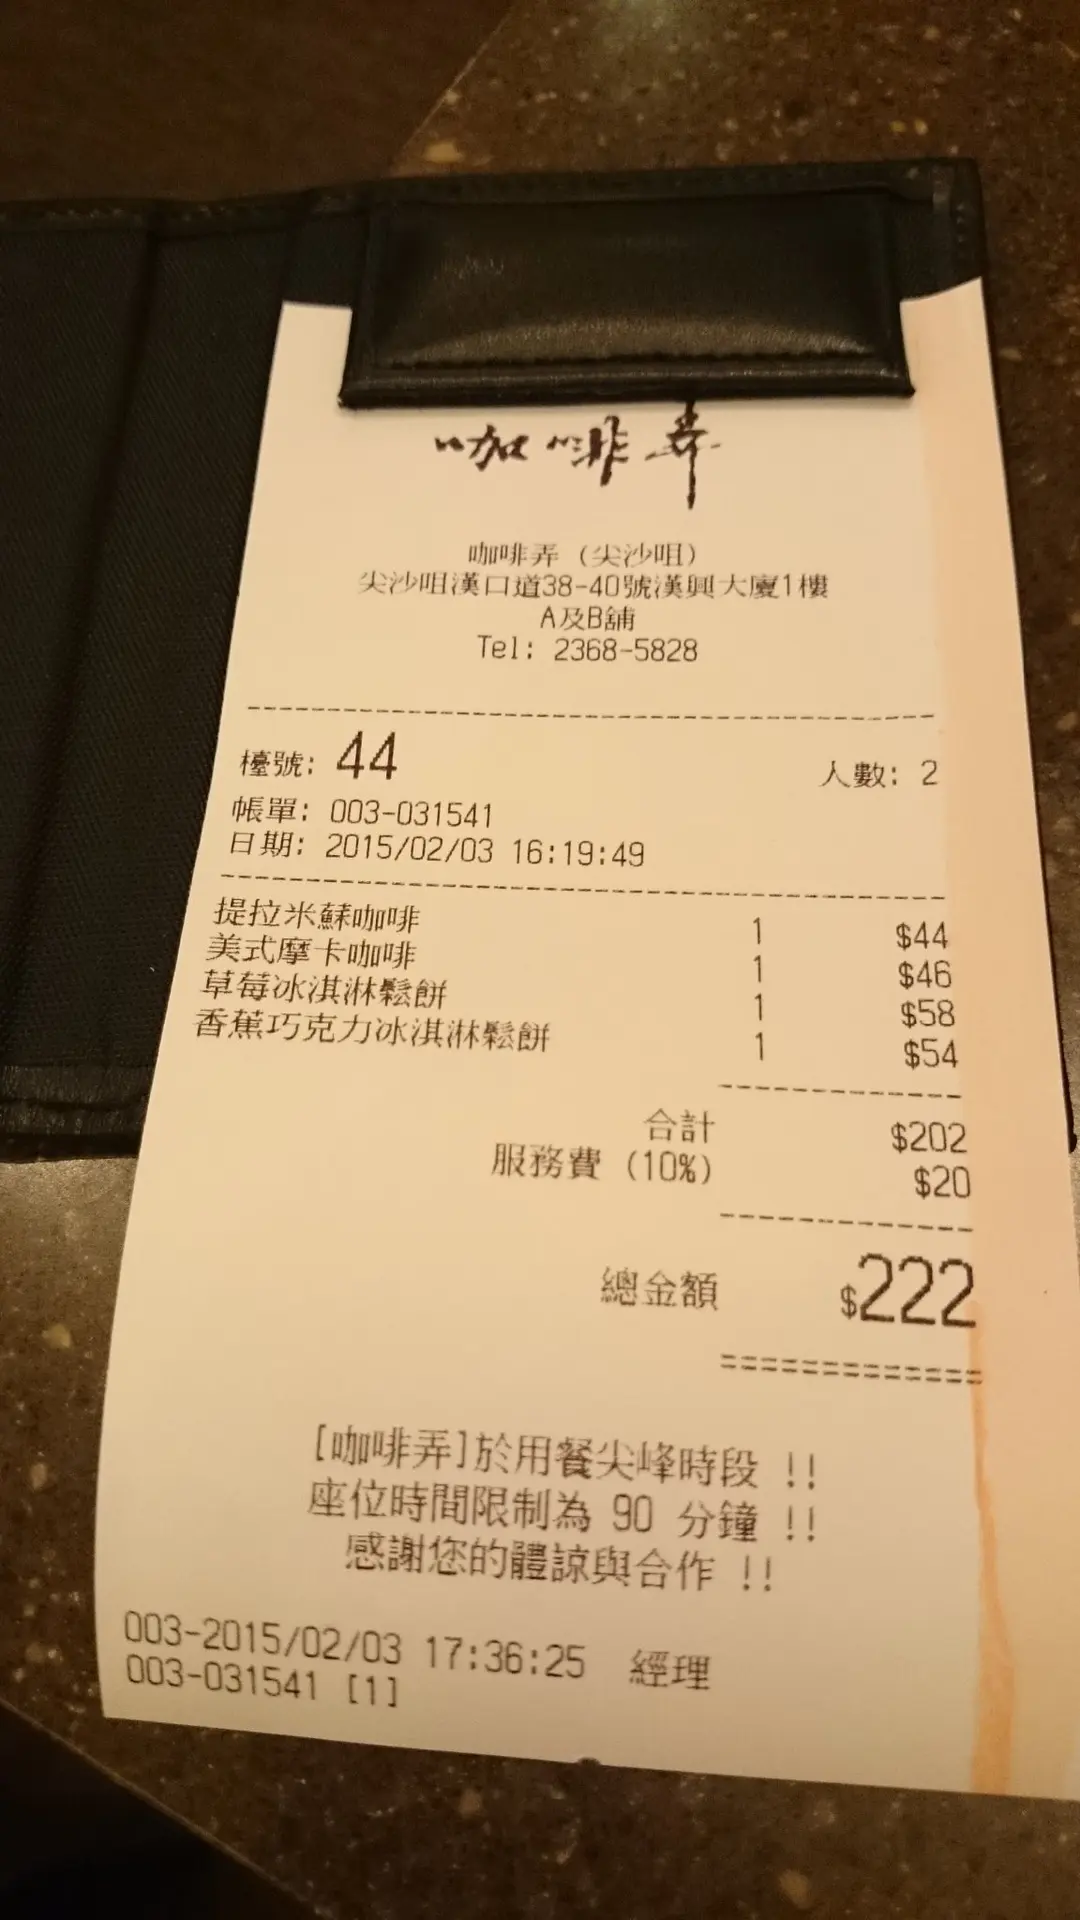 咖啡弄
咖啡弄 (尖沙咀)
尖沙咀漢口道38-40號漢興大廈1樓
A及B舖
Tel: 2368-5828
檯號: 44 人數: 2
帳單: 003-031541
日期: 2015/02/03 16:19:49
提拉米蘇咖啡 1 $44
美式摩卡咖啡 1 $46
草莓冰淇淋鬆餅 1 $58
香蕉巧克力冰淇淋鬆餅 1 $54
合計 $202
服務費 (10%) $20
總金額 $222
[咖啡弄]於用餐尖峰時段 !!
座位時間限制為 90 分鐘 !!
感謝您的體諒與合作 !!
003-2015/02/03 17:36:25 經理
003-031541 [1]